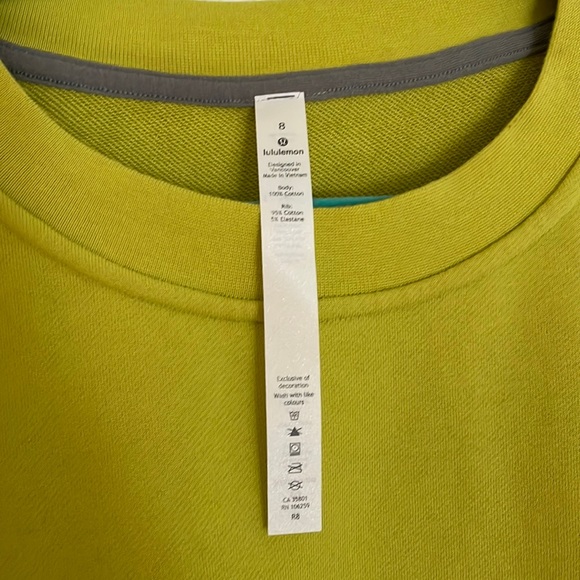 8
lululemon
Designed in
Vancouver
Made in Vietnam
Body:
100% Cotton
Rib:
95% Cotton
5% Elastane
Exclusive of
decoration
Wash with like
colours
CA 35801
RN 106259
R8